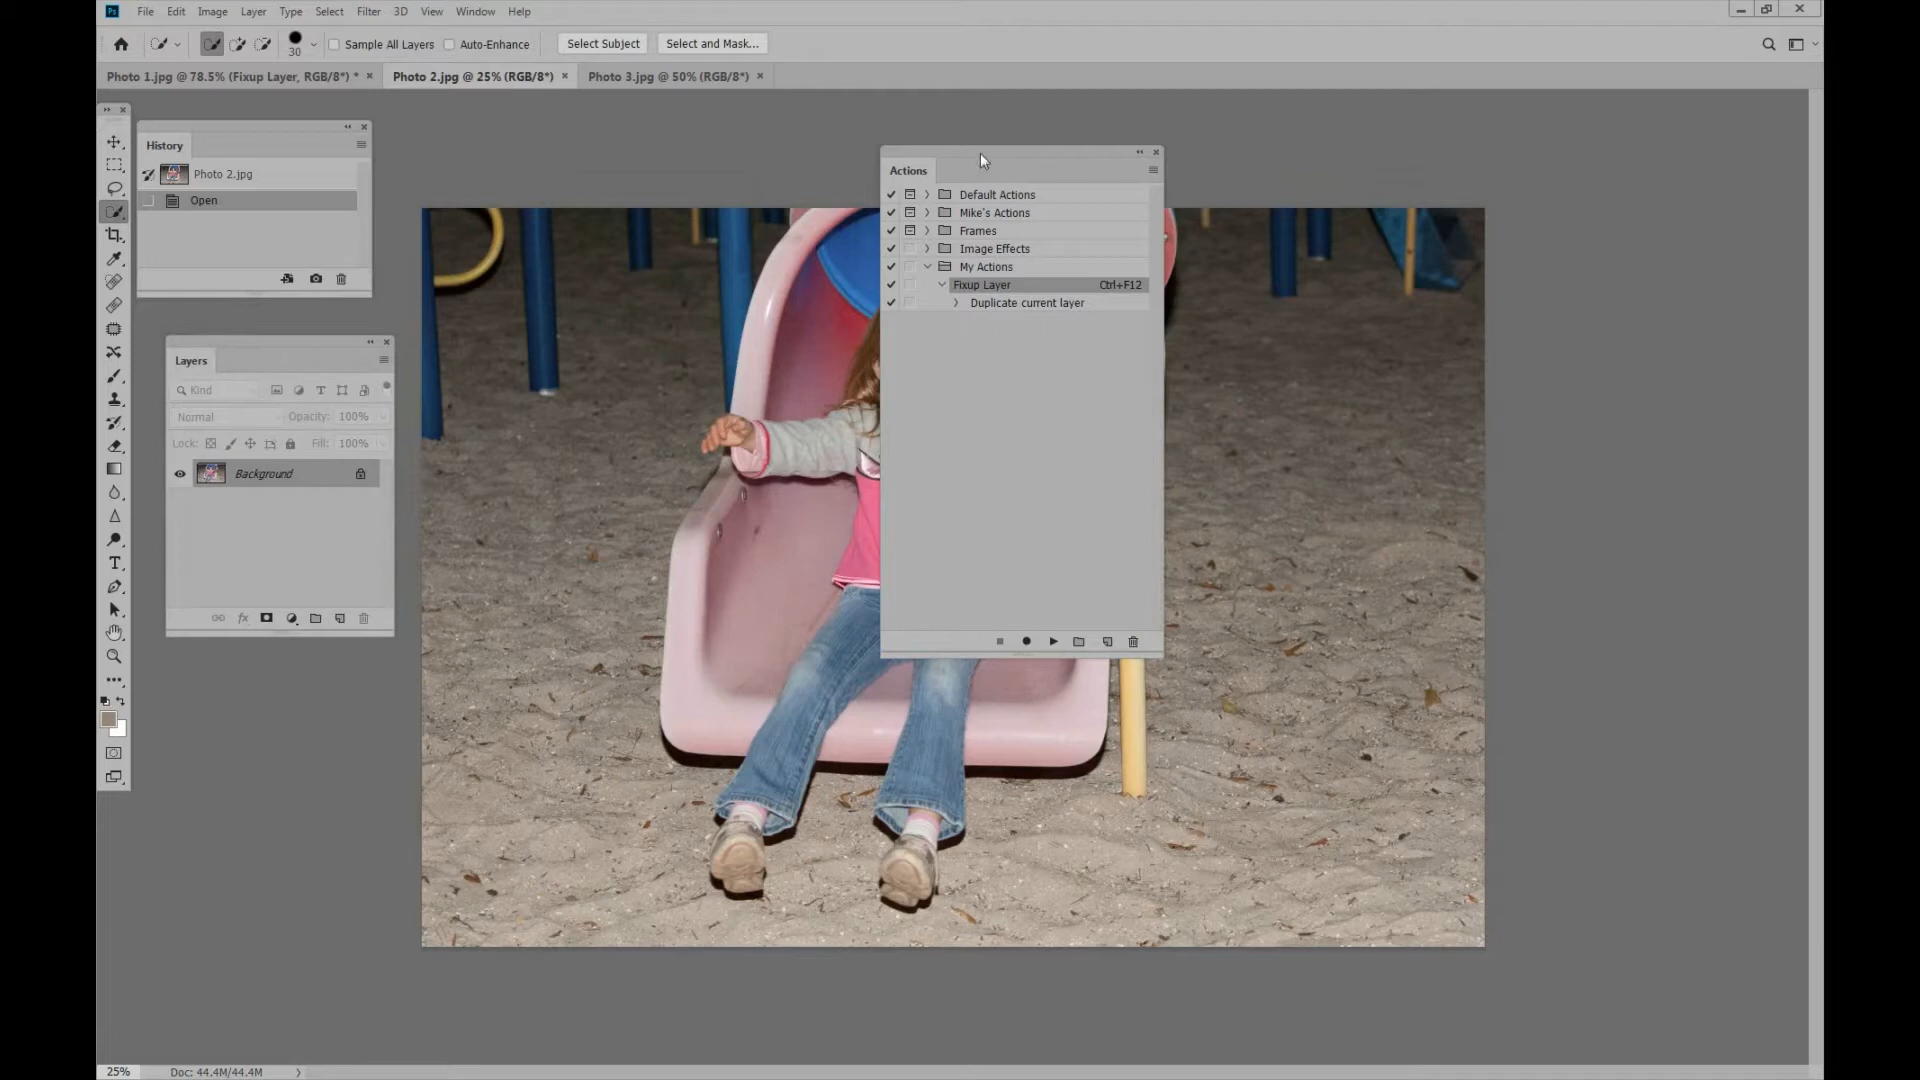 Ps File Edit Image Layer Type Select Filter 3D View Window Help
30 Sample All Layers Auto-Enhance Select Subject Select and Mask...
Photo 1.jpg @ 78.5% (Fixup Layer, RGB/8*) * Photo 2.jpg @ 25% (RGB/8*) Photo 3.jpg @ 50% (RGB/8*)
History
Photo 2.jpg
Open
Layers
Kind
Normal Opacity: 100%
Lock: Fill: 100%
Background
fx
Actions
Default Actions
Mike's Actions
Frames
Image Effects
My Actions
Fixup Layer Ctrl+F12
Duplicate current layer
25% Doc: 44.4M/44.4M